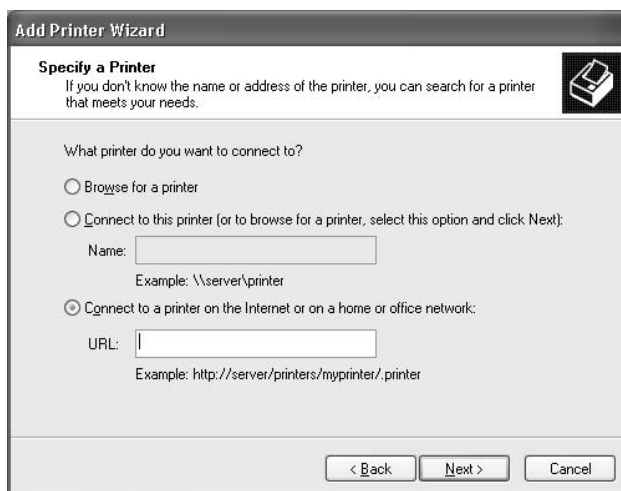 Add Printer Wizard
Specify a Printer
If you don't know the name or address of the printer, you can search for a printer
that meets your needs.
What printer do you want to connect to?
Browse for a printer
Connect to this printer (or to browse for a printer, select this option and click Next):
Name:
Example: \\server\printer
Connect to a printer on the Internet or on a home or office network:
URL:
Example: http://server/printers/myprinter/.printer
< Back Next > Cancel